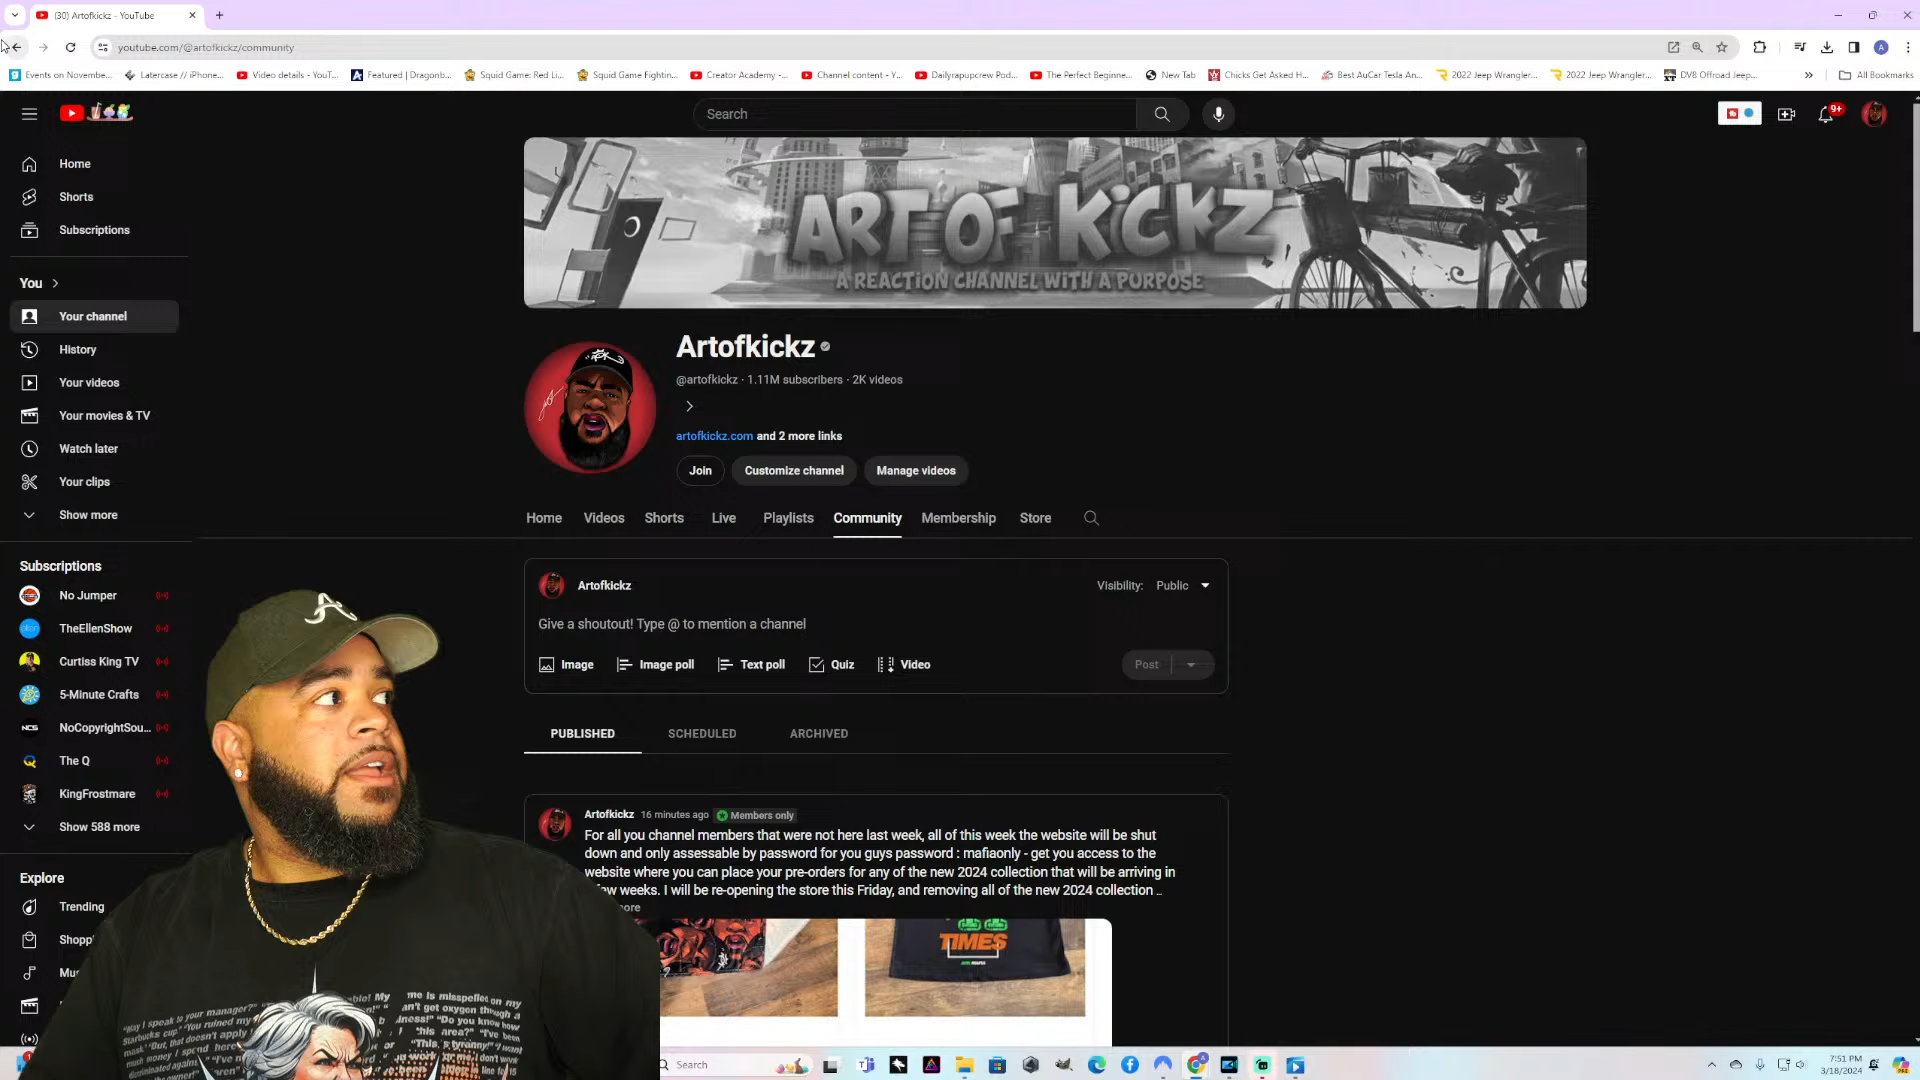 (30) Artofkickz - YouTube
youtube.com/@artofkickz/community
Events on Novembe...
Latercase // iPhone...
Video details - YouT...
Featured | Dragonb...
Squid Game: Red Li...
Squid Game Fightin...
Creator Academy -...
Channel content - Y...
Dailyrapupcrew Pod...
The Perfect Beginne...
New Tab
Chicks Get Asked H...
Best AuCar Tesla An...
2022 Jeep Wrangler...
2022 Jeep Wrangler...
DV8 Offroad Jeep...
All Bookmarks
Search
9+
ART OF KiCKZ
A REACTiON CHANNEL WiTH A PURPOSE
Home
Shorts
Subscriptions
You
Your channel
History
Your videos
Your movies & TV
Watch later
Your clips
Show more
Subscriptions
No Jumper
TheEllenShow
Curtiss King TV
5-Minute Crafts
NoCopyrightSou...
The Q
KingFrostmare
Show 588 more
Explore
Trending
Artofkickz
@artofkickz · 1.11M subscribers · 2K videos
artofkickz.com and 2 more links
Join
Customize channel
Manage videos
Home
Videos
Shorts
Live
Playlists
Community
Membership
Store
Artofkickz
Visibility: Public
Give a shoutout! Type @ to mention a channel
Image
Image poll
Text poll
Quiz
Video
Post
PUBLISHED
SCHEDULED
ARCHIVED
Artofkickz 16 minutes ago Members only
For all you channel members that were not here last week, all of this week the website will be shut
down and only assessable by password for you guys password : mafiaonly - get you access to the
website where you can place your pre-orders for any of the new 2024 collection that will be arriving in
few weeks. I will be re-opening the store this Friday, and removing all of the new 2024 collection ..
TIMES
Search
7:51 PM
3/18/2024